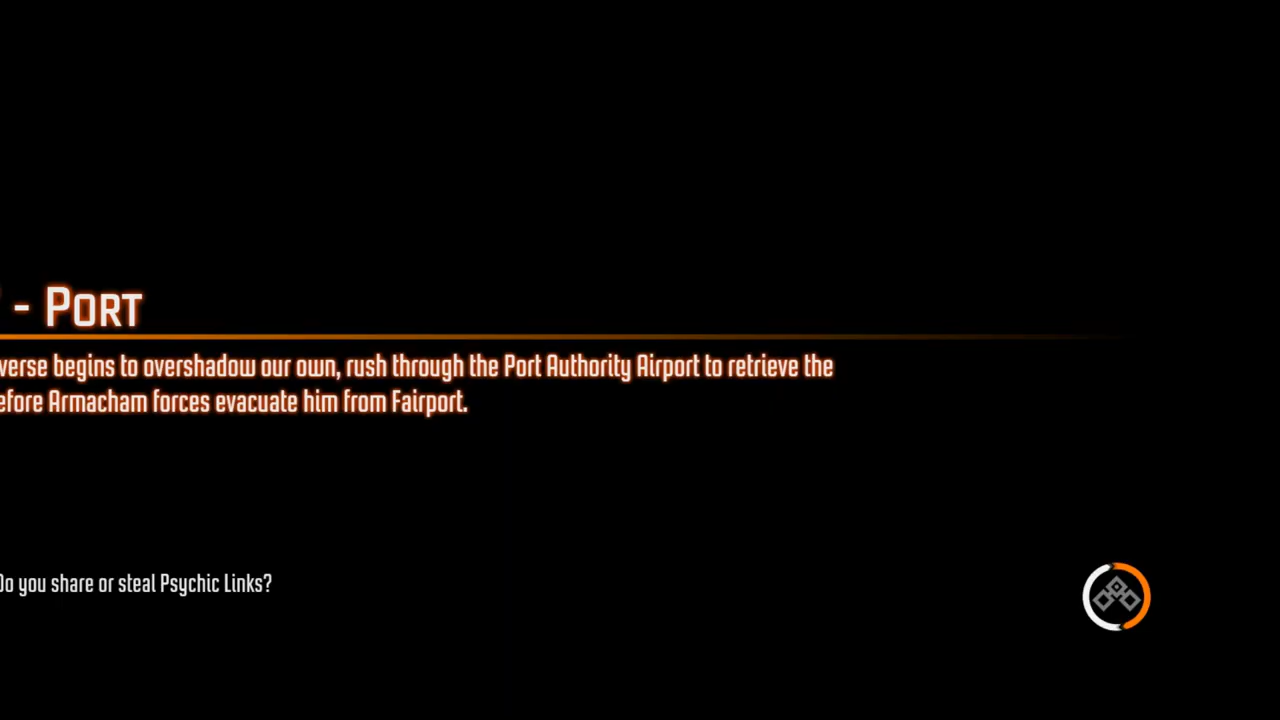 - PORT
verse begins to overshadow our own, rush through the Port Authority Airport to retrieve the
efore Armacham forces evacuate him from Fairport.
Do you share or steal Psychic Links?